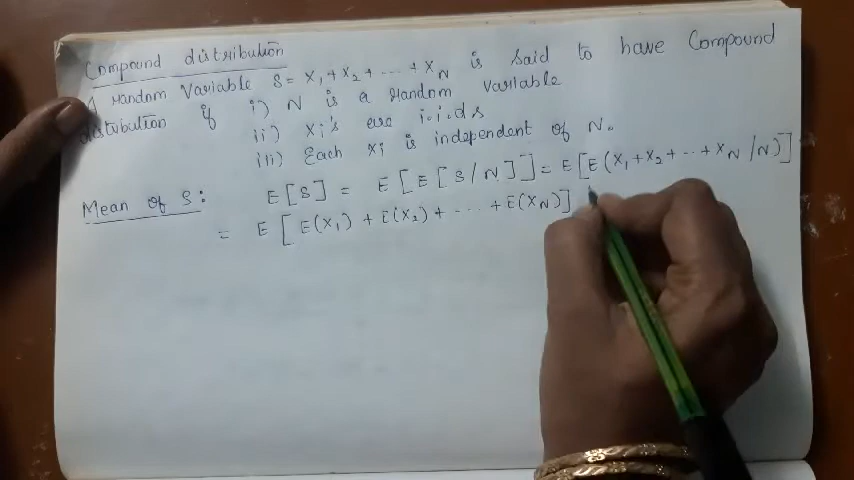 Compound distribution
A random variable S = X₁ + X₂ + ... + X_N is said to have Compound
distribution if i) N is a random variable
ii) Xi's are i.i.d s
iii) Each Xi is independent of N.
Mean of S: E[S] = E[E[S/N]] = E[E(X₁ + X₂ + ... + X_N /N)]
= E[E(X₁) + E(X₂) + ... + E(X_N)]